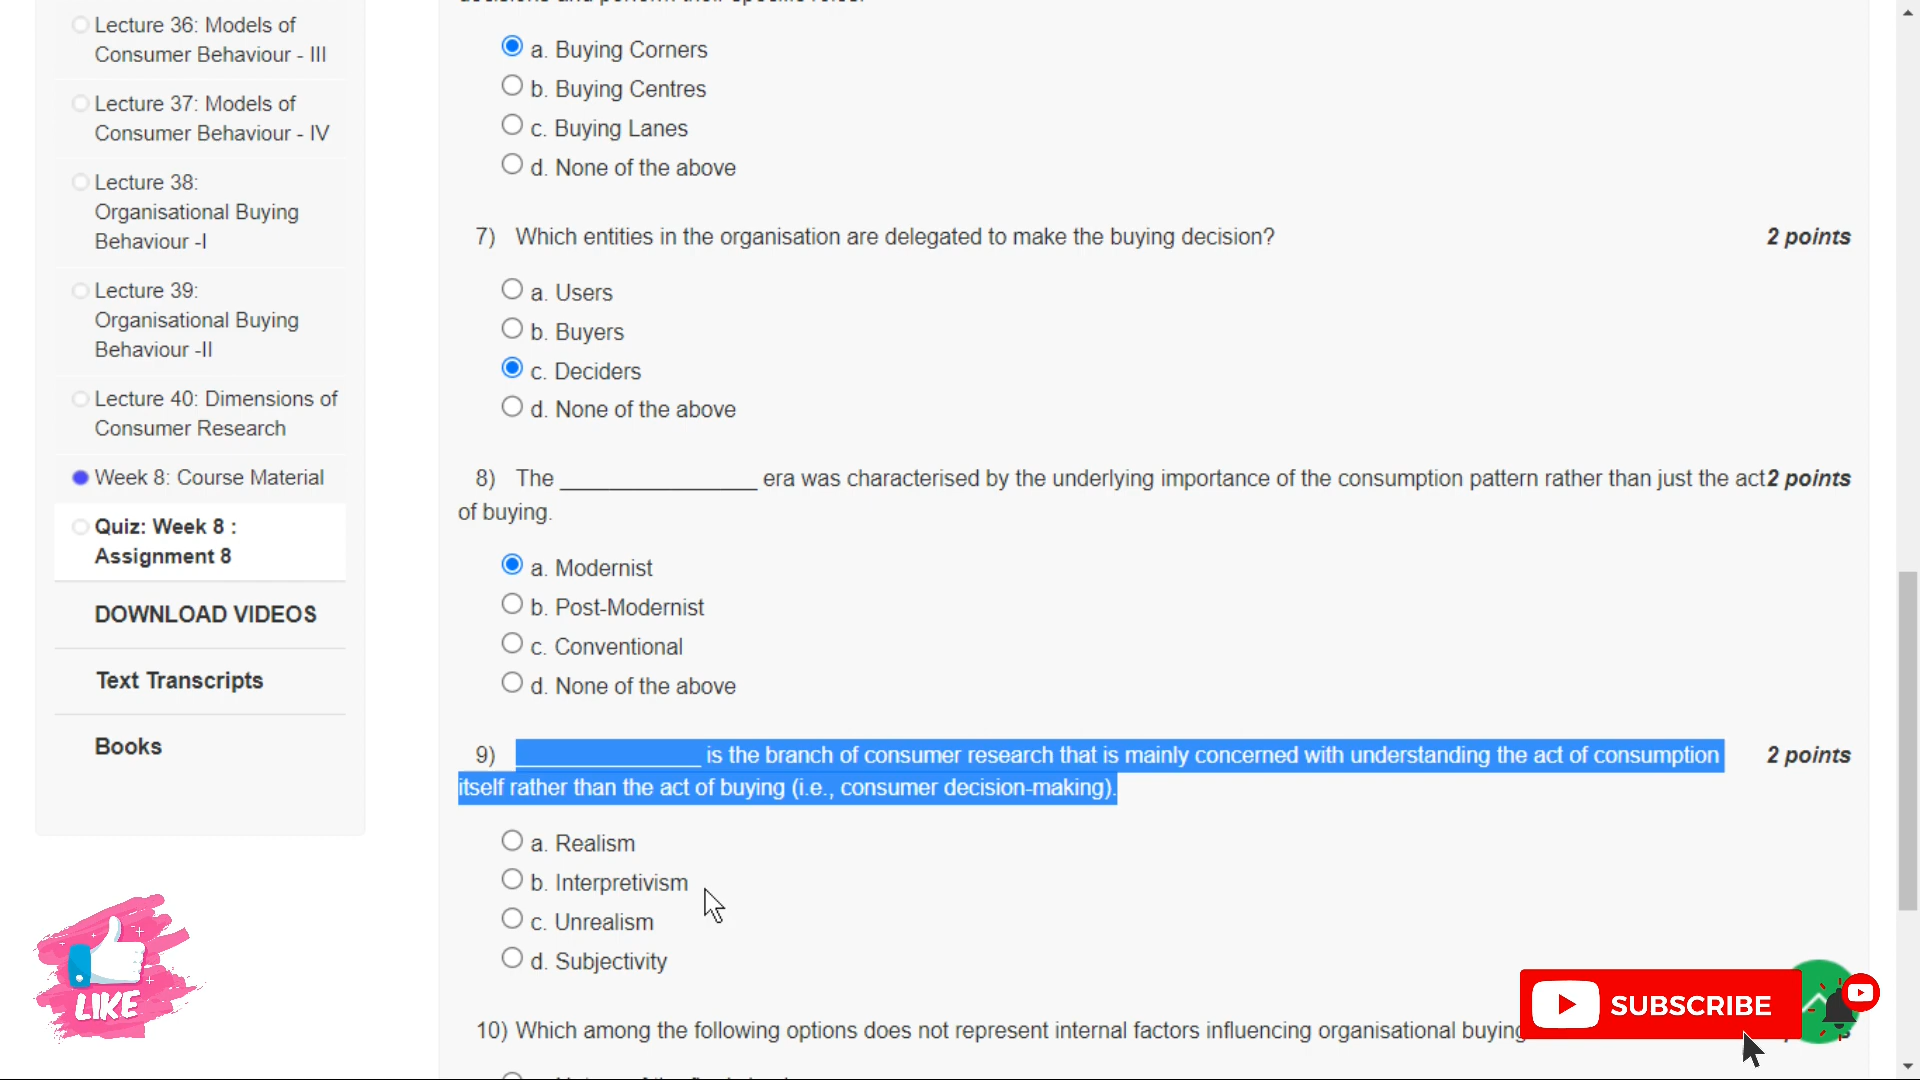 Lecture 36: Models of
Consumer Behaviour - III
Lecture 37: Models of
Consumer Behaviour - IV
Lecture 38:
Organisational Buying
Behaviour -I
Lecture 39:
Organisational Buying
Behaviour -II
Lecture 40: Dimensions of
Consumer Research
Week 8: Course Material
Quiz: Week 8 :
Assignment 8
DOWNLOAD VIDEOS
Text Transcripts
Books
LIKE
a. Buying Corners
b. Buying Centres
c. Buying Lanes
d. None of the above
7) Which entities in the organisation are delegated to make the buying decision? 2 points
a. Users
b. Buyers
c. Deciders
d. None of the above
8) The ________________ era was characterised by the underlying importance of the consumption pattern rather than just the act 2 points
of buying.
a. Modernist
b. Post-Modernist
c. Conventional
d. None of the above
9) _______________ is the branch of consumer research that is mainly concerned with understanding the act of consumption 2 points
itself rather than the act of buying (i.e., consumer decision-making).
a. Realism
b. Interpretivism
c. Unrealism
d. Subjectivity
10) Which among the following options does not represent internal factors influencing organisational buying
SUBSCRIBE